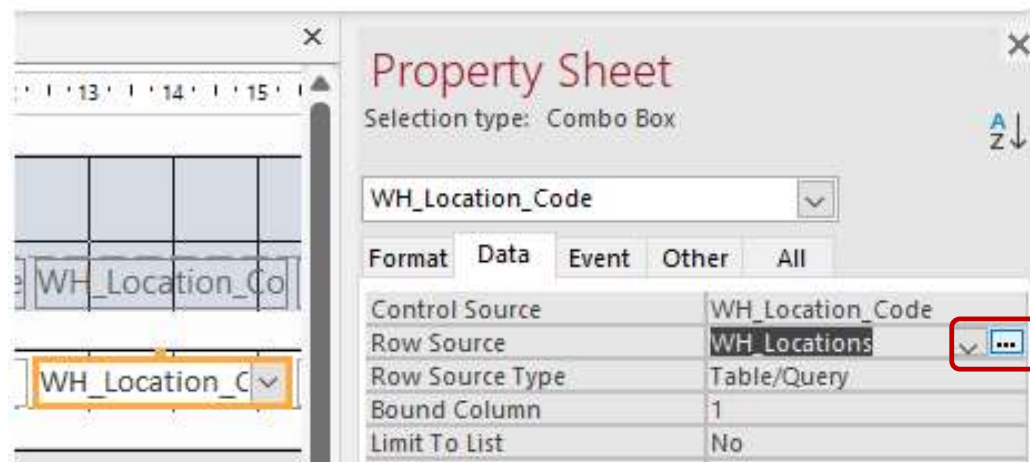 13 14 15
WH_Location_Co
WH_Location_C
Property Sheet
Selection type: Combo Box
A
Z
WH_Location_Code
Format Data Event Other All
Control Source WH_Location_Code
Row Source WH_Locations ...
Row Source Type Table/Query
Bound Column 1
Limit To List No